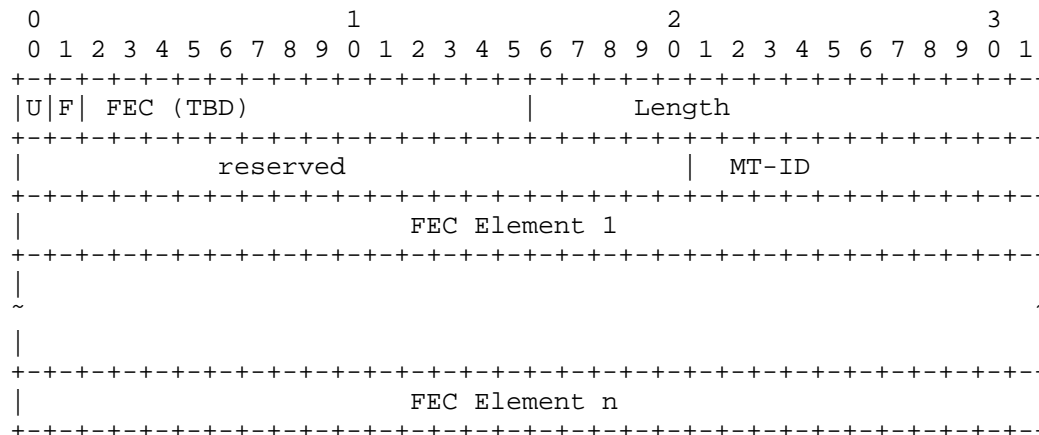 0                   1                   2                   3
 0 1 2 3 4 5 6 7 8 9 0 1 2 3 4 5 6 7 8 9 0 1 2 3 4 5 6 7 8 9 0 1
+-+-+-+-+-+-+-+-+-+-+-+-+-+-+-+-+-+-+-+-+-+-+-+-+-+-+-+-+-+-+-+-
|U|F| FEC (TBD)                 |      Length
+-+-+-+-+-+-+-+-+-+-+-+-+-+-+-+-+-+-+-+-+-+-+-+-+-+-+-+-+-+-+-+-
|            reserved                     |  MT-ID
+-+-+-+-+-+-+-+-+-+-+-+-+-+-+-+-+-+-+-+-+-+-+-+-+-+-+-+-+-+-+-+-
|                        FEC Element 1
+-+-+-+-+-+-+-+-+-+-+-+-+-+-+-+-+-+-+-+-+-+-+-+-+-+-+-+-+-+-+-+-
|
~                                                               ~
|
+-+-+-+-+-+-+-+-+-+-+-+-+-+-+-+-+-+-+-+-+-+-+-+-+-+-+-+-+-+-+-+-
|                        FEC Element n
+-+-+-+-+-+-+-+-+-+-+-+-+-+-+-+-+-+-+-+-+-+-+-+-+-+-+-+-+-+-+-+-